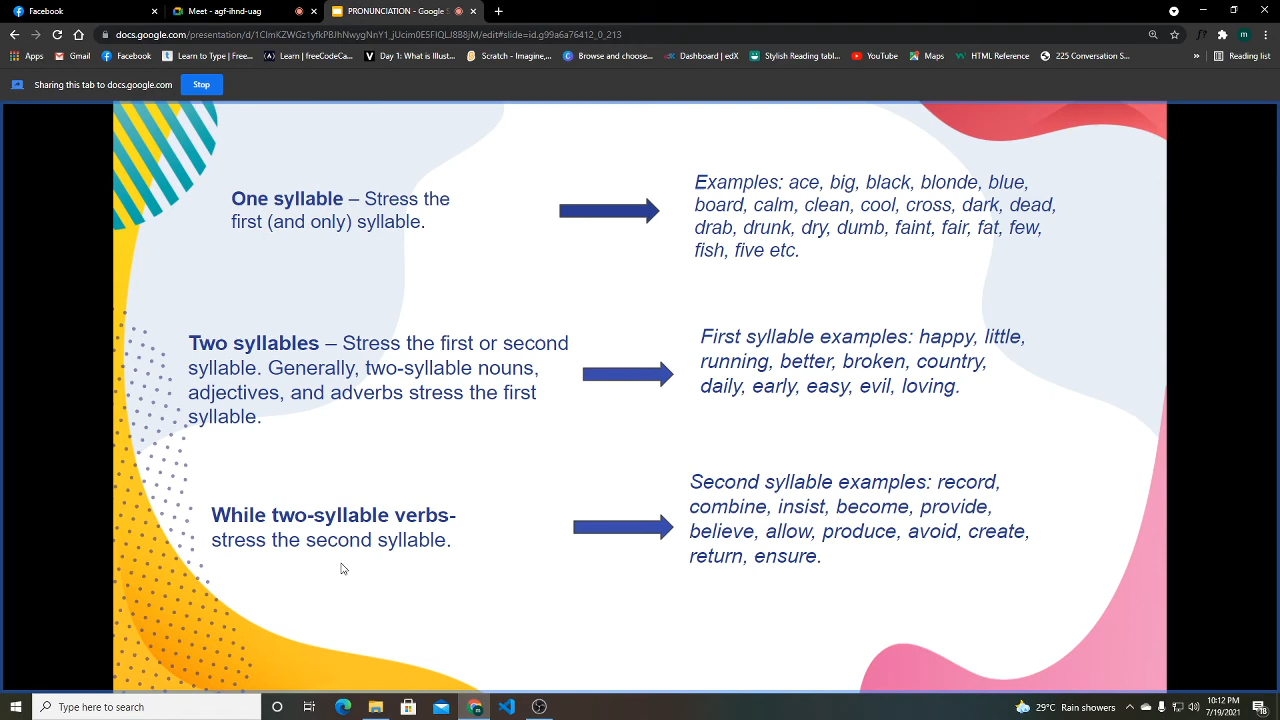 Facebook
Meet - agf-ihnd-uag
PRONUNCIATION - Google S
docs.google.com/presentation/d/1ClmKZWGz1yfkPBJhNwygNnY1_jUcim0E5FIQLJ888jM/edit#slide=id.g99a6a76412_0_213
Apps
Gmail
Facebook
Learn to Type | Free...
Learn | freeCodeCa...
Day 1: What is Illust...
Scratch - Imagine,...
Browse and choose...
Dashboard | edX
Stylish Reading tabl...
YouTube
Maps
HTML Reference
225 Conversation S...
»
Reading list
Sharing this tab to docs.google.com
Stop
One syllable – Stress the
first (and only) syllable.
Examples: ace, big, black, blonde, blue,
board, calm, clean, cool, cross, dark, dead,
drab, drunk, dry, dumb, faint, fair, fat, few,
fish, five etc.
Two syllables – Stress the first or second
syllable. Generally, two-syllable nouns,
adjectives, and adverbs stress the first
syllable.
First syllable examples: happy, little,
running, better, broken, country,
daily, early, easy, evil, loving.
While two-syllable verbs-
stress the second syllable.
Second syllable examples: record,
combine, insist, become, provide,
believe, allow, produce, avoid, create,
return, ensure.
Type here to search
29°C Rain showers
10:12 PM
7/19/2021